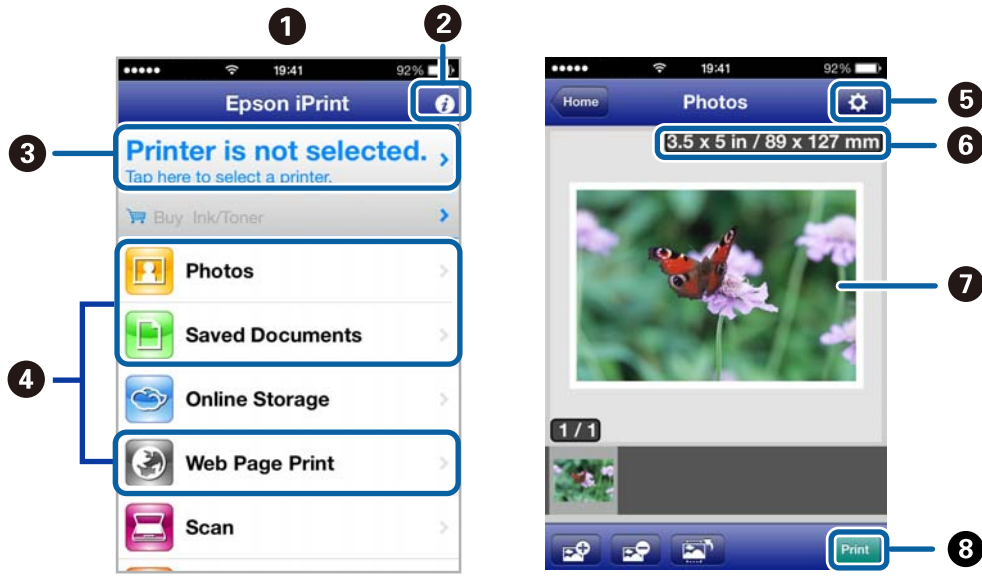 1
2
19:41
92%
Epson iPrint
i
3
Printer is not selected.
Tap here to select a printer.
Buy Ink/Toner
Photos
Saved Documents
4
Online Storage
Web Page Print
Scan
19:41
92%
Home
Photos
5
3.5 x 5 in / 89 x 127 mm
6
7
1 / 1
Print
8